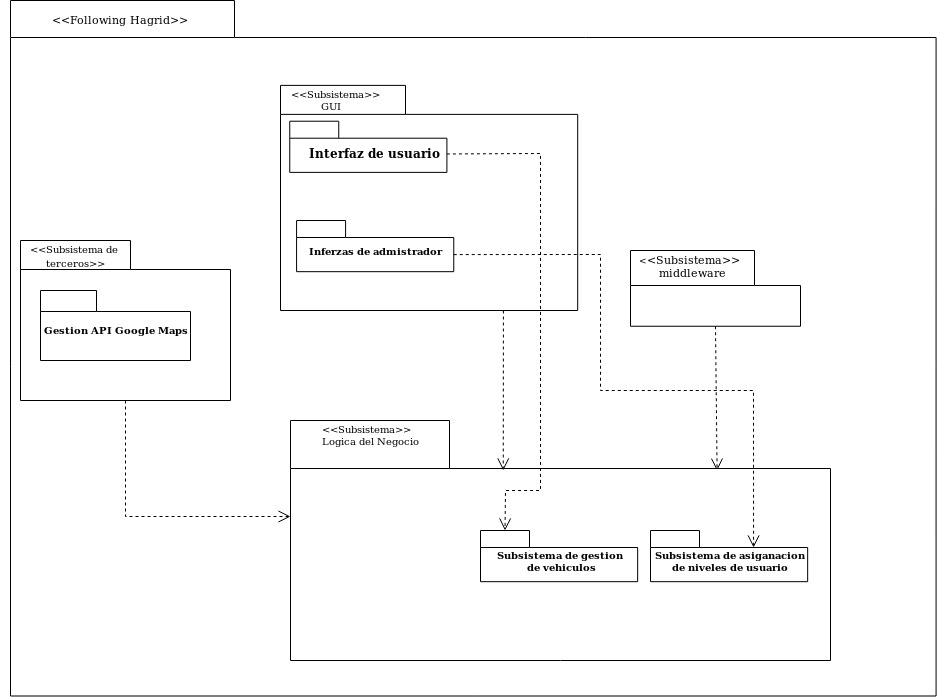 <<Following Hagrid>>
<<Subsistema>>
GUI
Interfaz de usuario
Inferzas de admistrador
<<Subsistema de
terceros>>
Gestion API Google Maps
<<Subsistema>>
middleware
<<Subsistema>>
Logica del Negocio
Subsistema de gestion
de vehiculos
Subsistema de asiganacion
de niveles de usuario